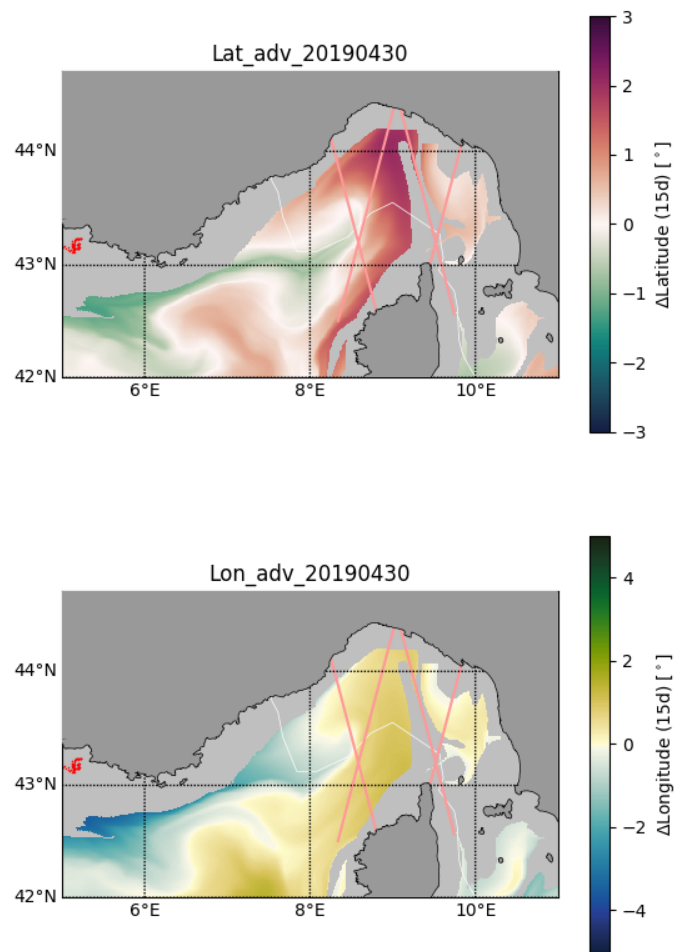 Lat_adv_20190430
44°N
43°N
42°N
6°E
8°E
10°E
3
2
1
0
−1
−2
−3
ΔLatitude (15d) [°]
Lon_adv_20190430
44°N
43°N
42°N
6°E
8°E
10°E
4
2
0
−2
−4
ΔLongitude (15d) [°]